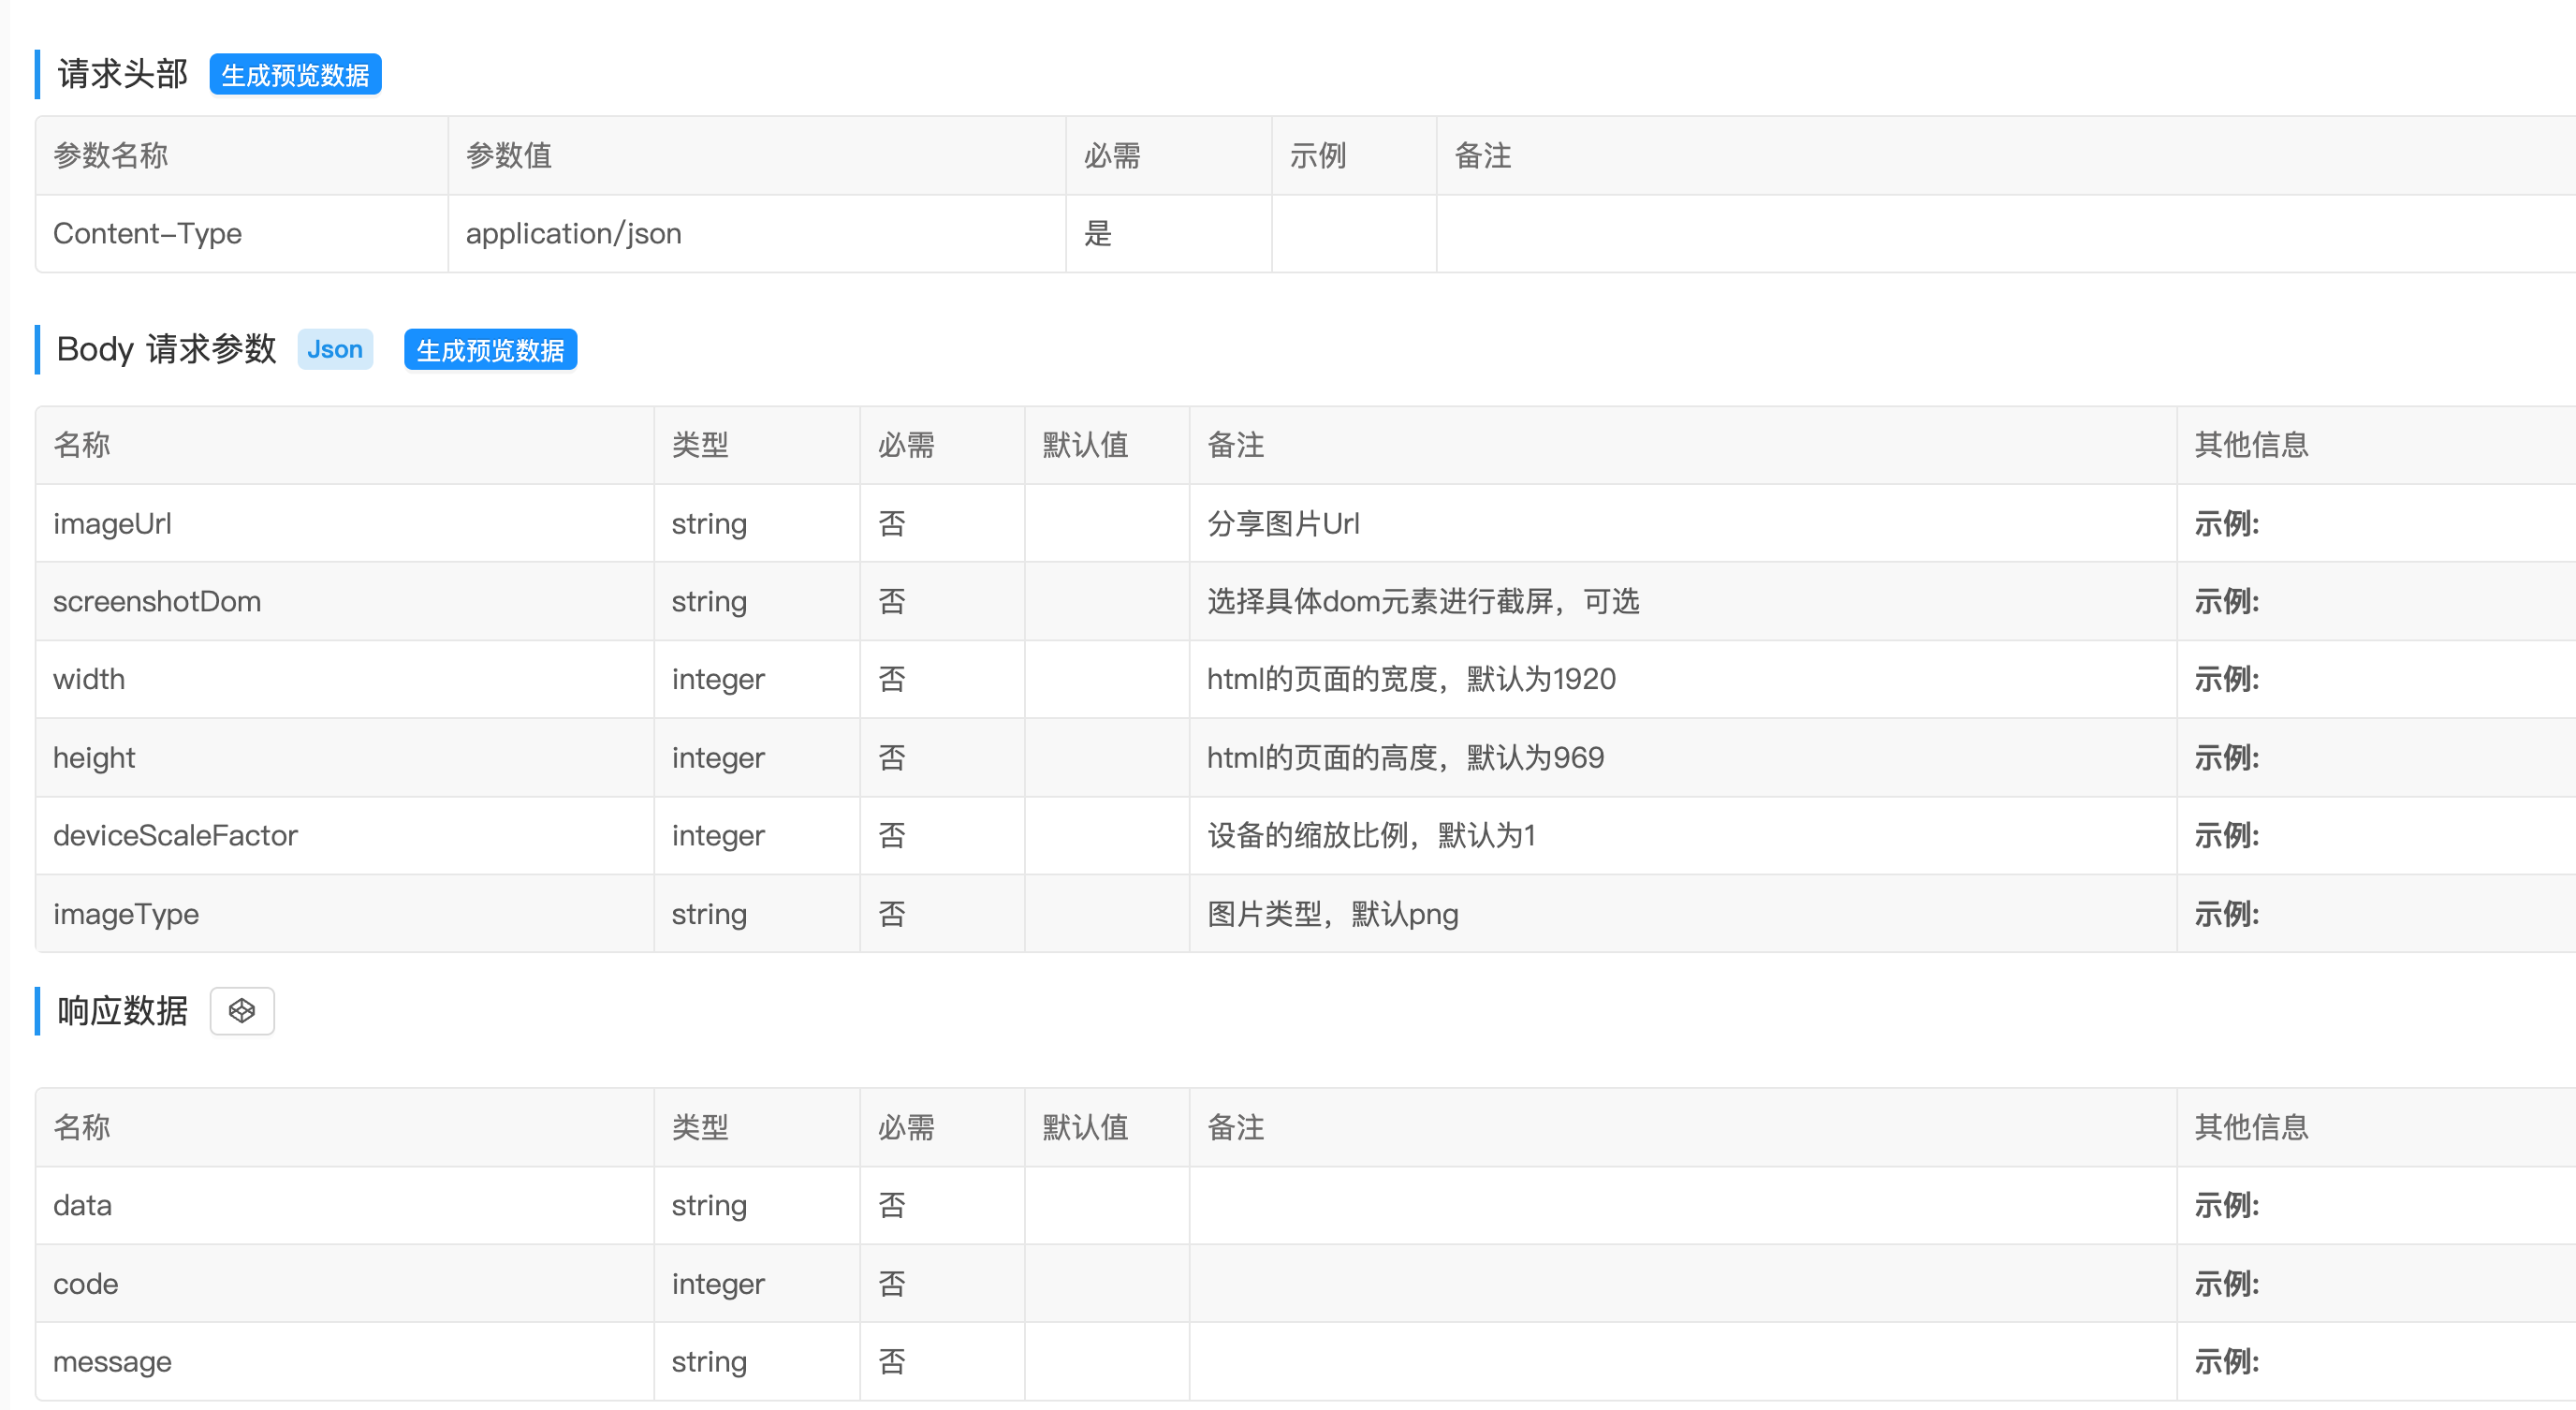 请求头部 生成预览数据
参数名称 参数值 必需 示例 备注
Content-Type application/json 是
Body 请求参数 Json 生成预览数据
名称 类型 必需 默认值 备注 其他信息
imageUrl string 否 分享图片Url 示例:
screenshotDom string 否 选择具体dom元素进行截屏，可选 示例:
width integer 否 html的页面的宽度，默认为1920 示例:
height integer 否 html的页面的高度，默认为969 示例:
deviceScaleFactor integer 否 设备的缩放比例，默认为1 示例:
imageType string 否 图片类型，默认png 示例:
响应数据
名称 类型 必需 默认值 备注 其他信息
data string 否 示例:
code integer 否 示例:
message string 否 示例: